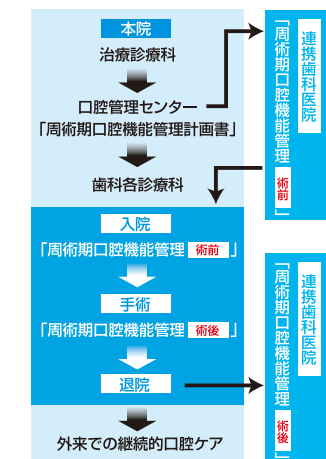 本院
治療診療科
口腔管理センター
「周術期口腔機能管理計画書」
歯科各診療科
入院
「周術期口腔機能管理 術前 」
手術
「周術期口腔機能管理 術後 」
退院
外来での継続的口腔ケア
連携歯科医院
「周術期口腔機能管理 術前 」
連携歯科医院
「周術期口腔機能管理 術後 」